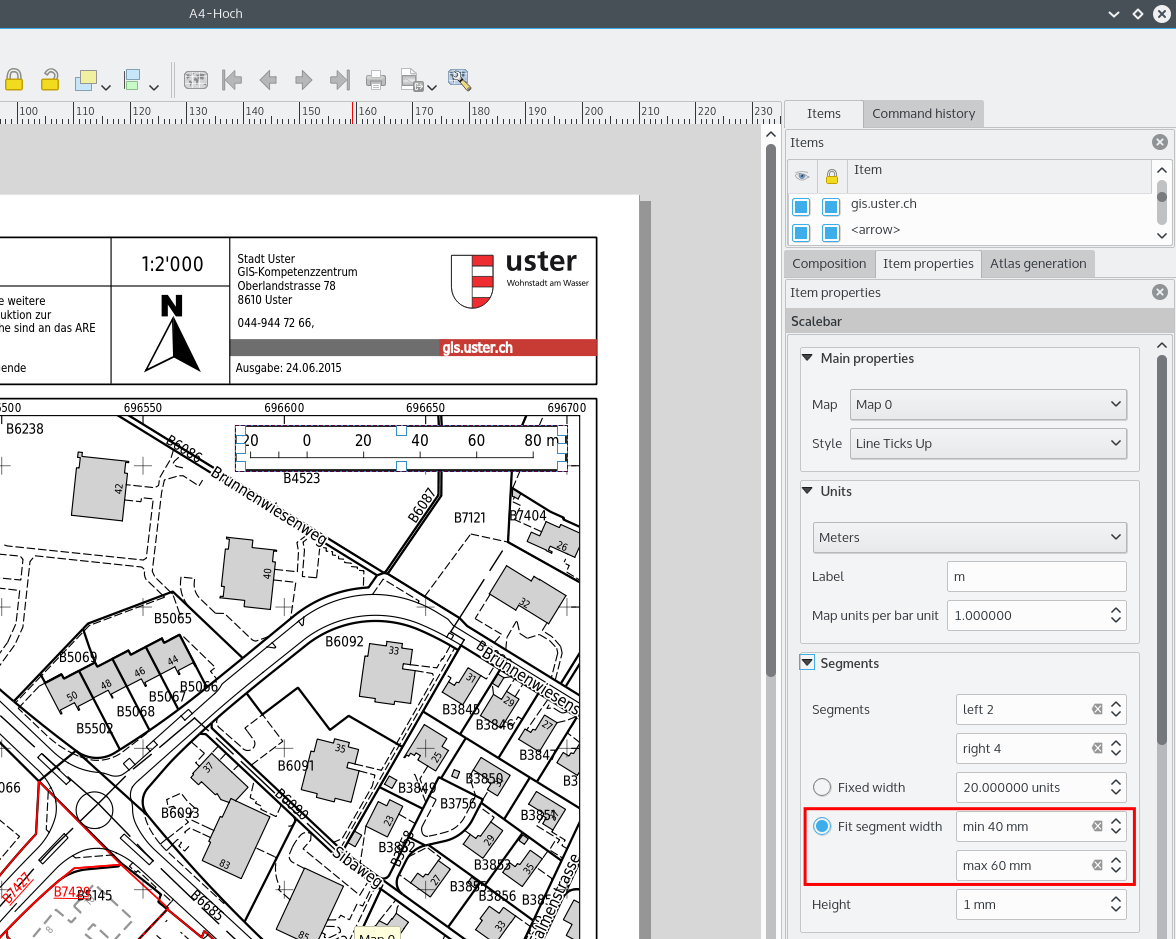 A4-Hoch
100 110 120 130 140 150 160 170 180 190 200 210 220 230
Items Command history
Items
Item
gis.uster.ch
<arrow>
Composition Item properties Atlas generation
Item properties
Scalebar
Main properties
Map Map 0
Style Line Ticks Up
Units
Meters
Label m
Map units per bar unit 1.000000
Segments
Segments left 2
right 4
Fixed width 20.000000 units
Fit segment width min 40 mm
max 60 mm
Height 1 mm
e weitere
uktion zur
he sind an das ARE
ende
1:2'000
N
Stadt Uster
GIS-Kompetenzzentrum
Oberlandstrasse 78
8610 Uster
044-944 72 66,
uster
Wohnstadt am Wasser
gis.uster.ch
Ausgabe: 24.06.2015
5500 696550 696600 696650 696700
20 0 20 40 60 80 m
B6238
B6086
Brunnenwiesenweg
B4523
B6087
B7121
B7404
42
26
40
32
B5065
B6092
33
B5069
44
46
48
50
B5066
B5067
B5068
B5502
Brunnenwiesens
31
29
27
B3845
B3846
B3847
35
25
37
B6091
B3850
B3849
B3756
B3851
066
B6093
B6090
23
29
B3852
83
Sibaweg
B3853
35
27
B3856
33
B7427
B7428
B5145
B6685
8
85
almenstrasse
Map 0